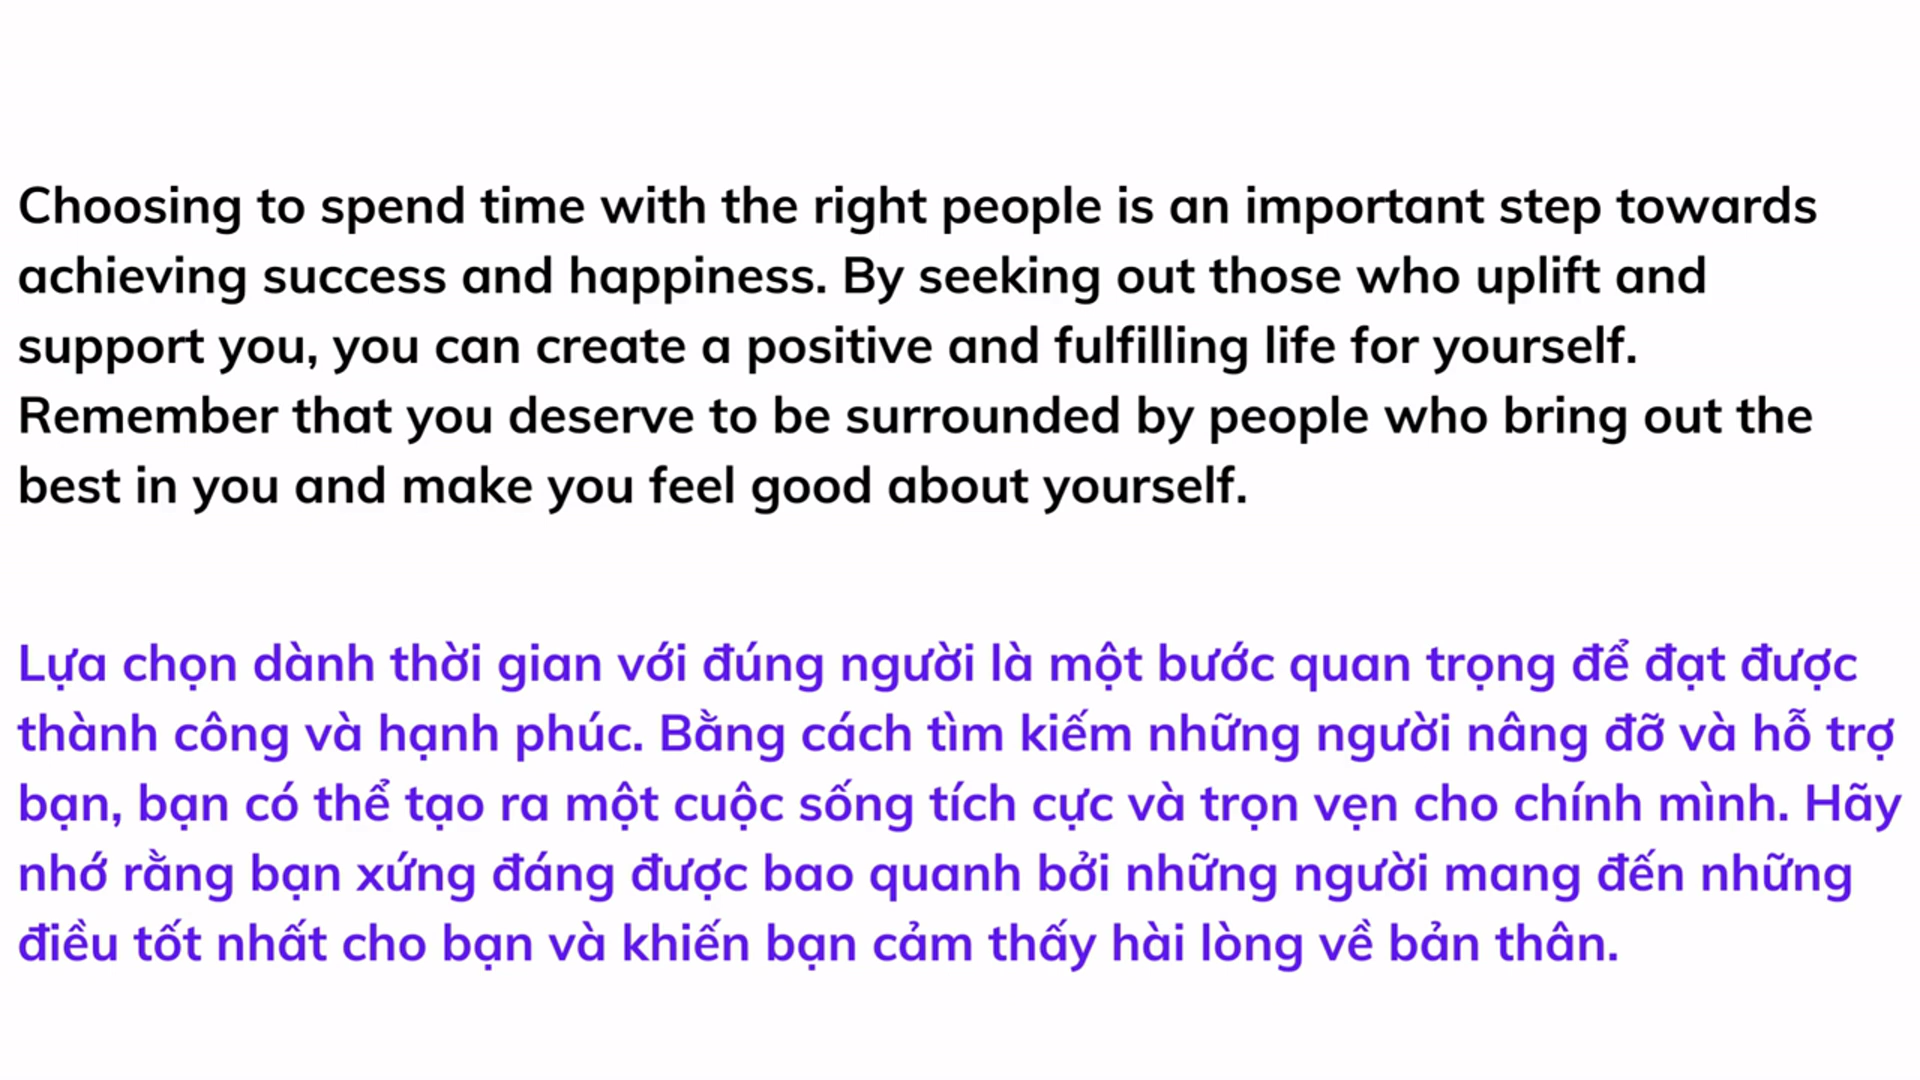 Choosing to spend time with the right people is an important step towards
achieving success and happiness. By seeking out those who uplift and
support you, you can create a positive and fulfilling life for yourself.
Remember that you deserve to be surrounded by people who bring out the
best in you and make you feel good about yourself.
Lựa chọn dành thời gian với đúng người là một bước quan trọng để đạt được
thành công và hạnh phúc. Bằng cách tìm kiếm những người nâng đỡ và hỗ trợ
bạn, bạn có thể tạo ra một cuộc sống tích cực và trọn vẹn cho chính mình. Hãy
nhớ rằng bạn xứng đáng được bao quanh bởi những người mang đến những
điều tốt nhất cho bạn và khiến bạn cảm thấy hài lòng về bản thân.